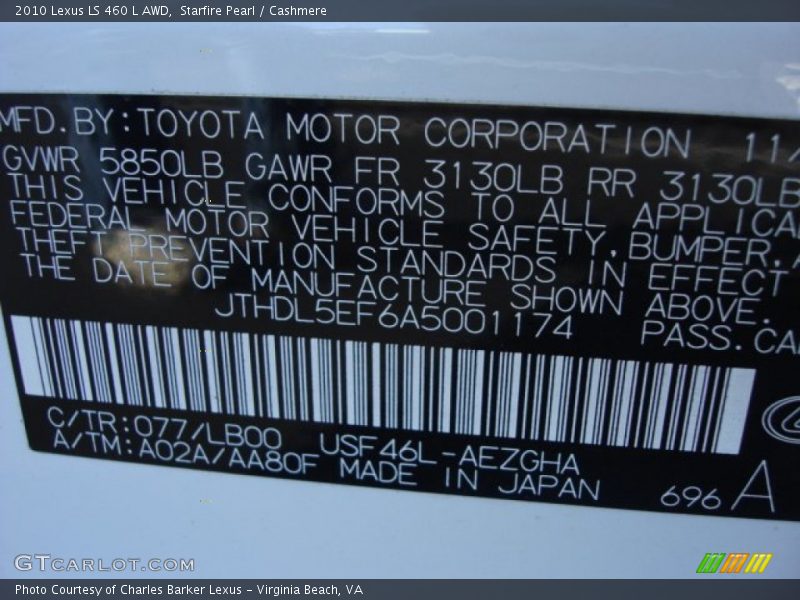 2010 Lexus LS 460 L AWD,  Starfire Pearl / Cashmere
MFD. BY: TOYOTA MOTOR CORPORATION 11/
GVWR 5850LB GAWR FR 3130LB RR 3130LB
THIS VEHICLE CONFORMS TO ALL APPLICA
FEDERAL MOTOR VEHICLE SAFETY, BUMPER, A
THEFT PREVENTION STANDARDS IN EFFECT
THE DATE OF MANUFACTURE SHOWN ABOVE.
JTHDL5EF6A5001174 PASS. CA
C/TR: 077/LB00 USF46L-AEZGHA
A/TM: A02A/AA80F MADE IN JAPAN 696 A
GTCARLOT.COM
Photo Courtesy of Charles Barker Lexus - Virginia Beach, VA